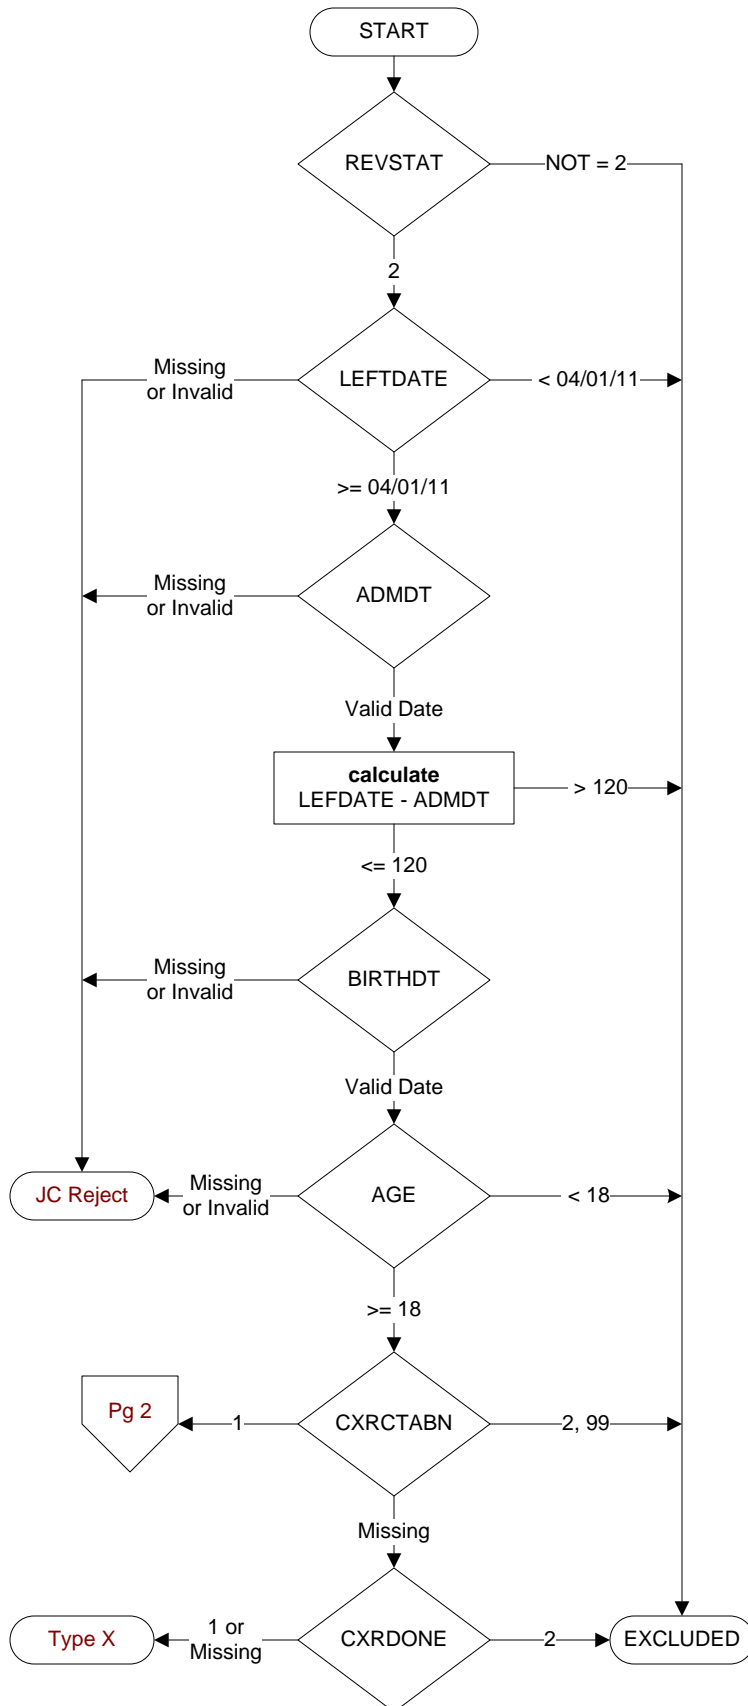 START
REVSTAT
NOT = 2
2
Missing
or Invalid
LEFTDATE
< 04/01/11
>= 04/01/11
Missing
or Invalid
ADMDT
Valid Date
calculate
LEFDATE - ADMDT
> 120
<= 120
Missing
or Invalid
BIRTHDT
Valid Date
JC Reject
Missing
or Invalid
AGE
< 18
>= 18
Pg 2
1
CXRCTABN
2, 99
Missing
Type X
1 or
Missing
CXRDONE
2
EXCLUDED